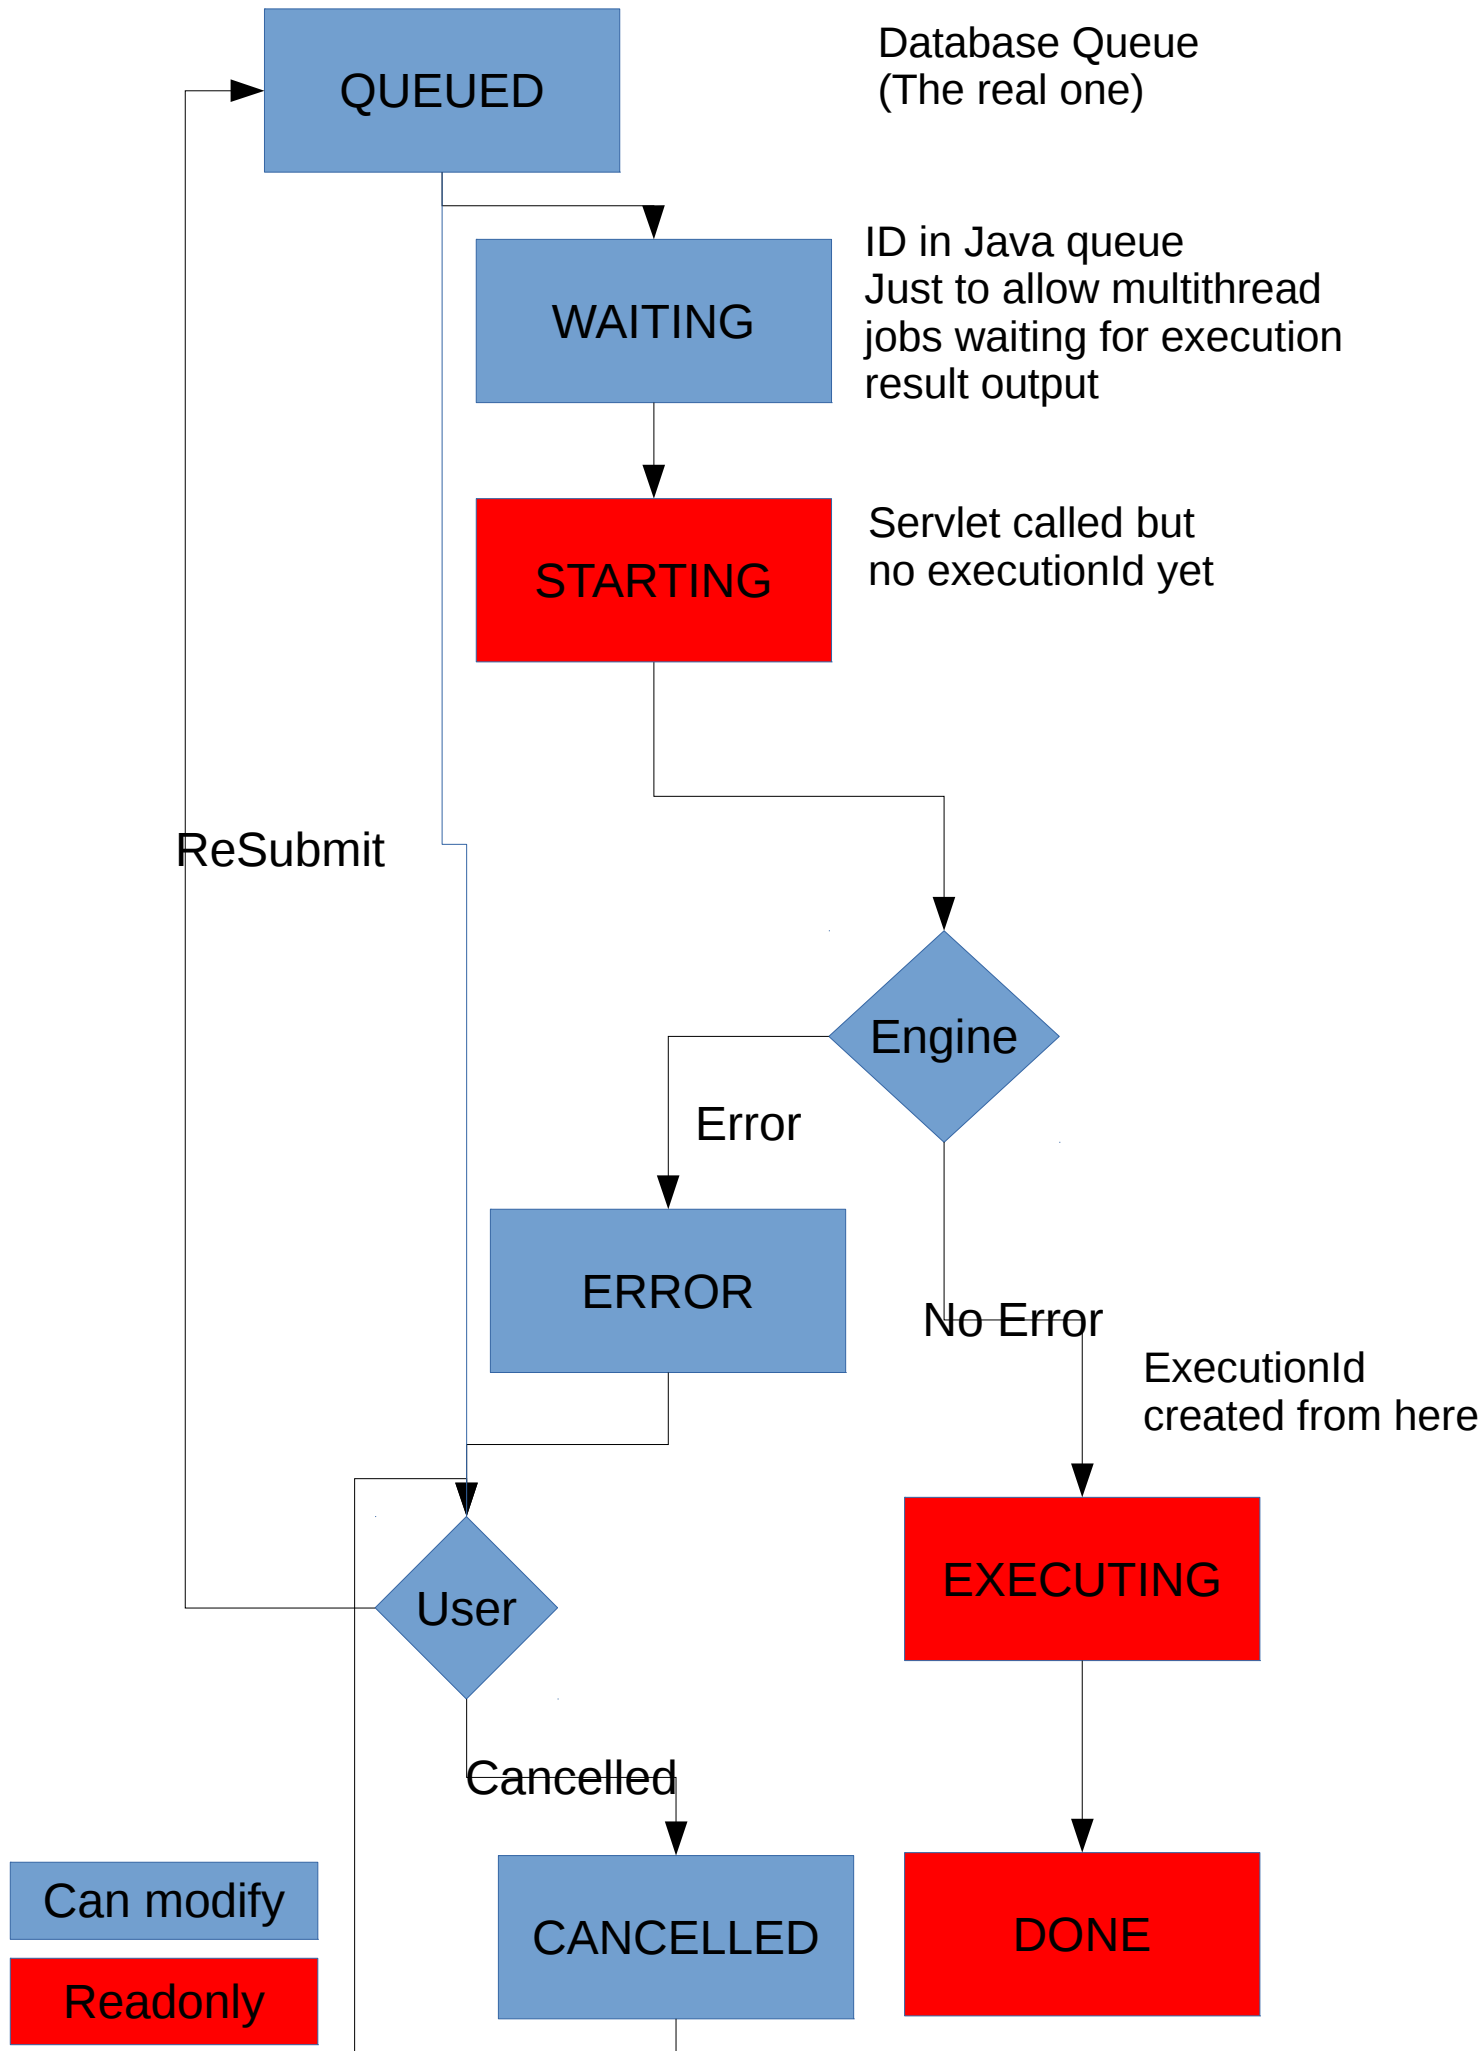 QUEUED
Database Queue
(The real one)
WAITING
ID in Java queue
Just to allow multithread
jobs waiting for execution
result output
STARTING
Servlet called but
no executionId yet
ReSubmit
Engine
Error
ERROR
No Error
ExecutionId
created from here
EXECUTING
User
Cancelled
Can modify
CANCELLED
DONE
Readonly